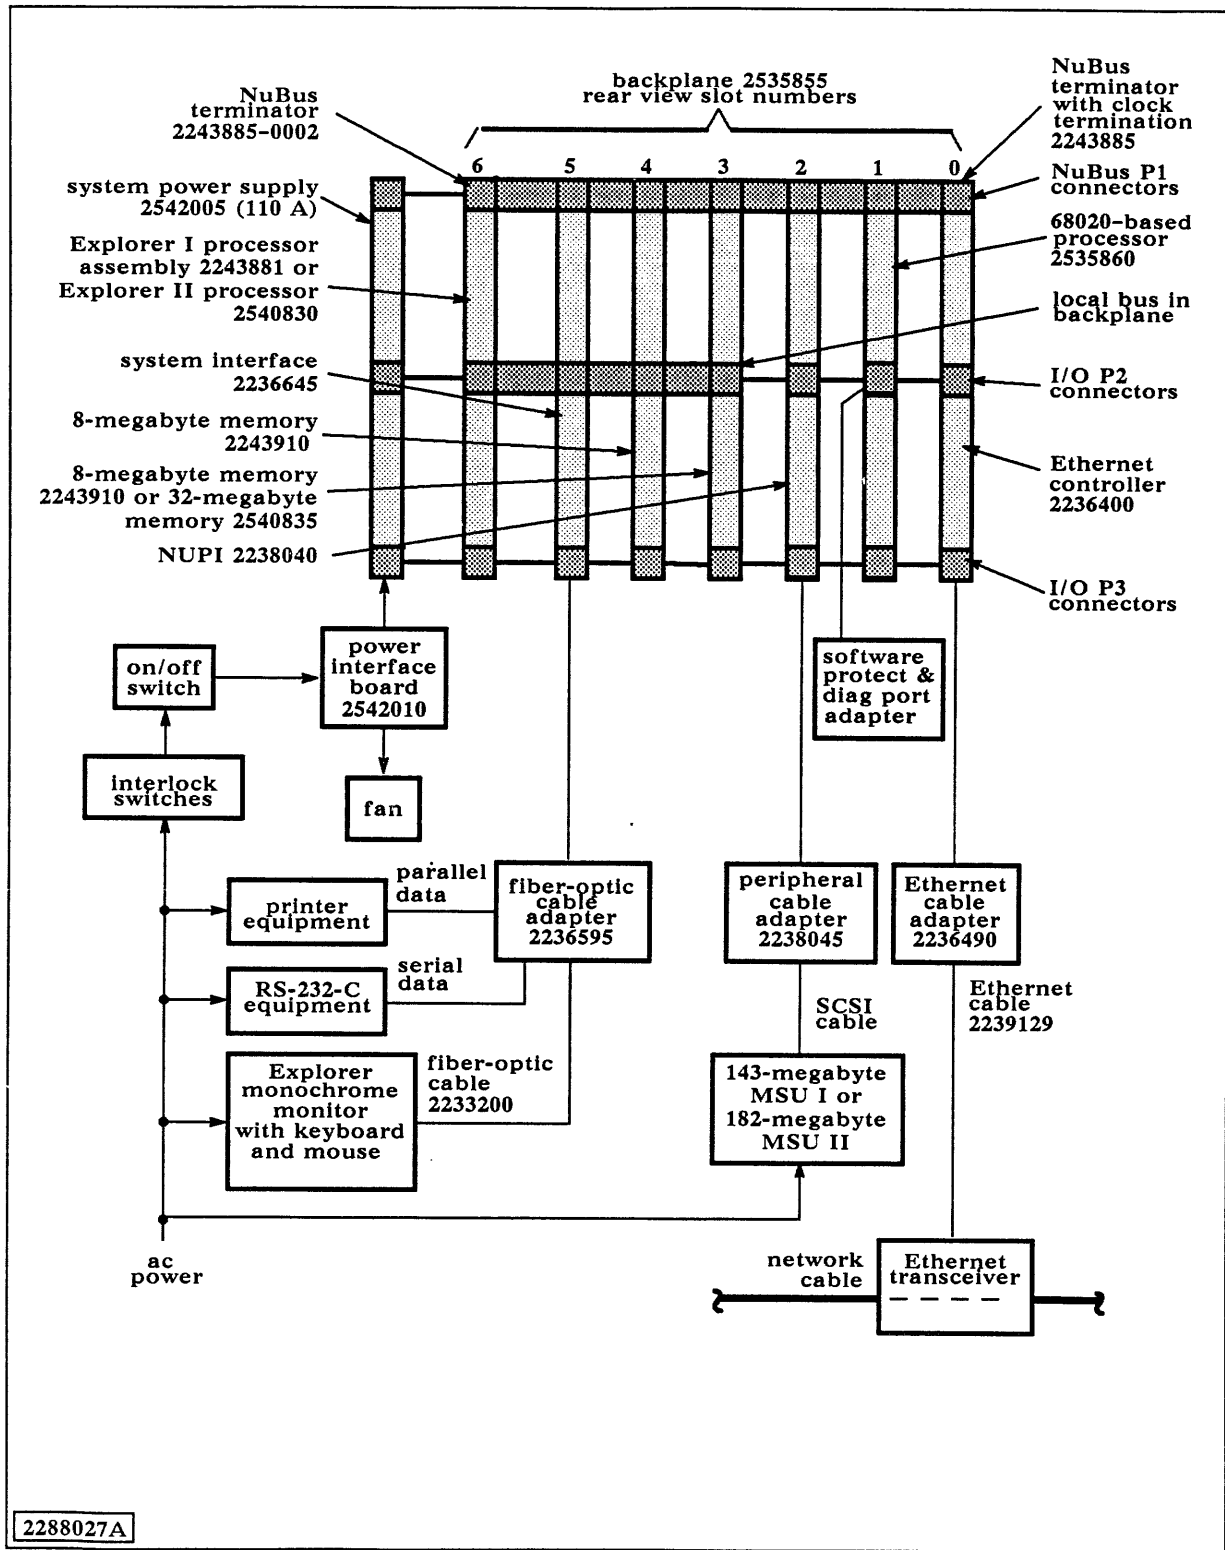 backplane 2535855
rear view slot numbers
NuBus
terminator
2243885-0002
NuBus
terminator
with clock
termination
2243885
6 5 4 3 2 1 0
system power supply
2542005 (110 A)
NuBus P1
connectors
Explorer I processor
assembly 2243881 or
Explorer II processor
2540830
68020-based
processor
2535860
local bus in
backplane
system interface
2236645
I/O P2
connectors
8-megabyte memory
2243910
8-megabyte memory
2243910 or 32-megabyte
memory 2540835
Ethernet
controller
2236400
NUPI 2238040
I/O P3
connectors
on/off
switch
power
interface
board
2542010
software
protect &
diag port
adapter
interlock
switches
fan
printer
equipment
parallel
data
fiber-optic
cable
adapter
2236595
peripheral
cable
adapter
2238045
Ethernet
cable
adapter
2236490
RS-232-C
equipment
serial
data
SCSI
cable
Ethernet
cable
2239129
Explorer
monochrome
monitor
with keyboard
and mouse
fiber-optic
cable
2233200
143-megabyte
MSU I or
182-megabyte
MSU II
ac
power
network
cable
Ethernet
transceiver
2288027A